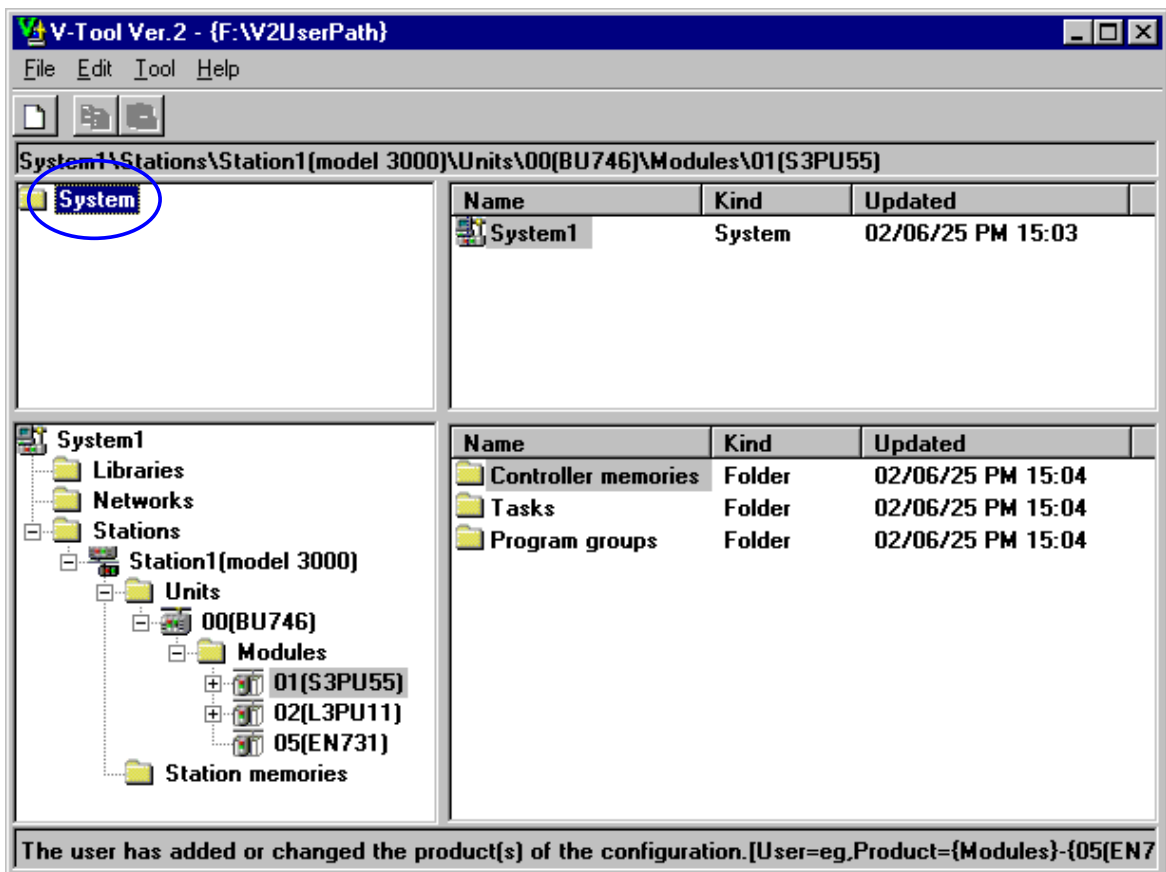 V-Tool Ver.2 - {F:\V2UserPath}
File Edit Tool Help
System1\Stations\Station1(model 3000)\Units\00(BU746)\Modules\01(S3PU55)
System
Name Kind Updated
System1 System 02/06/25 PM 15:03
System1
Libraries
Networks
Stations
Station1(model 3000)
Units
00(BU746)
Modules
01(S3PU55)
02(L3PU11)
05(EN731)
Station memories
Name Kind Updated
Controller memories Folder 02/06/25 PM 15:04
Tasks Folder 02/06/25 PM 15:04
Program groups Folder 02/06/25 PM 15:04
The user has added or changed the product(s) of the configuration.[User=eg,Product={Modules}-{05(EN7